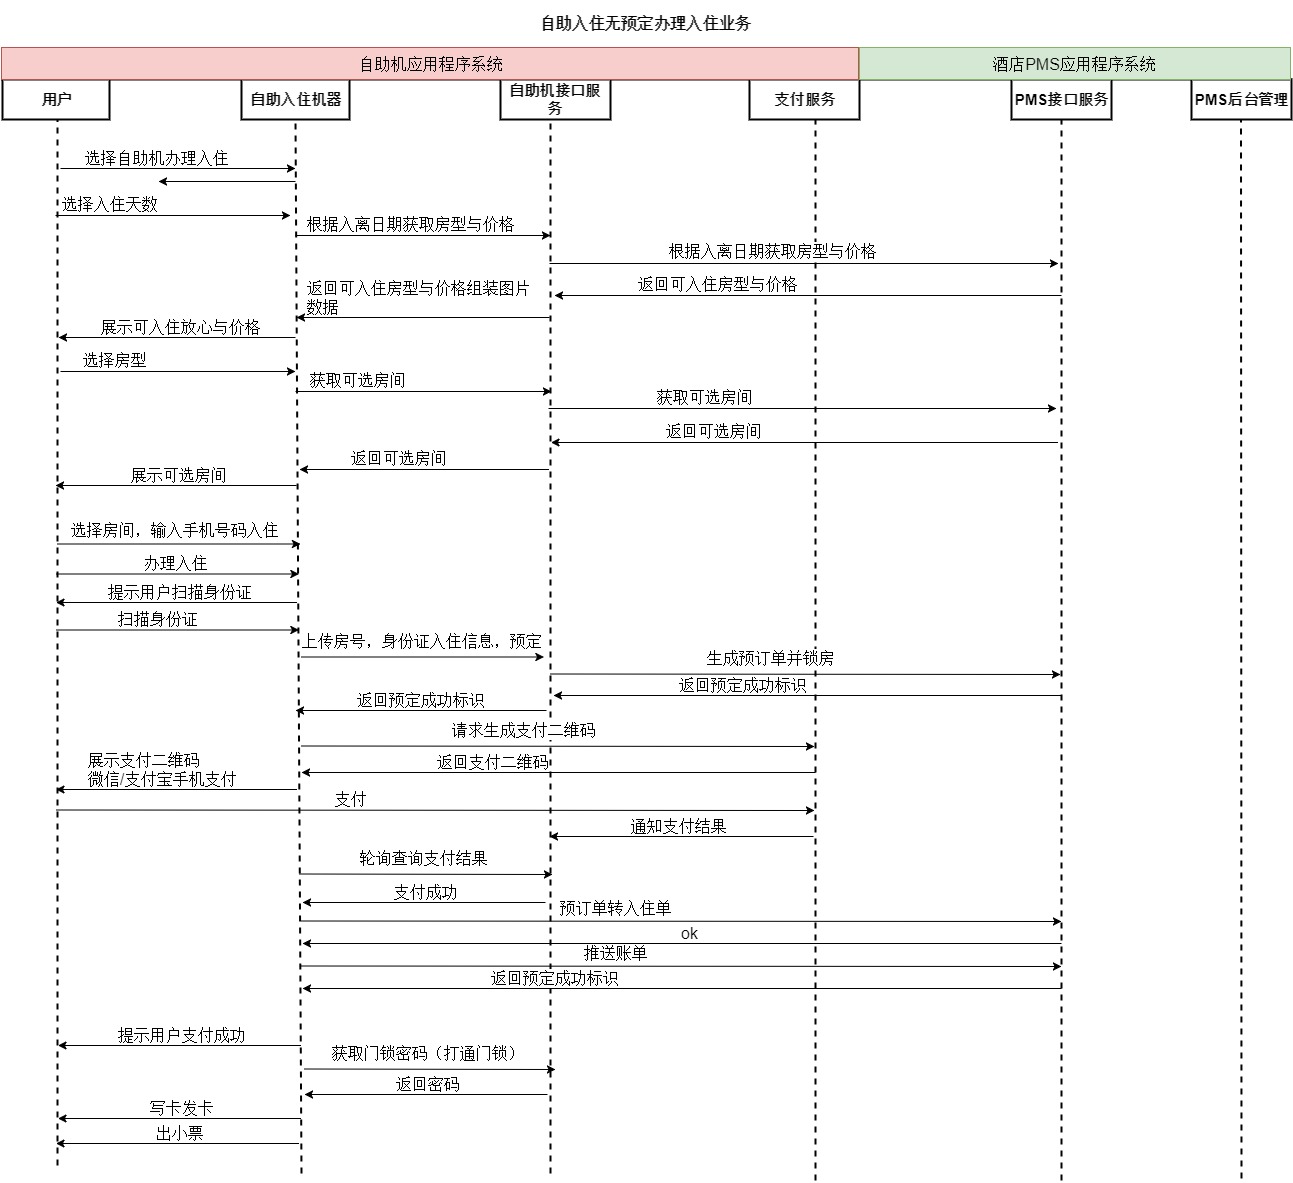 自助入住无预定办理入住业务
自助机应用程序系统
酒店PMS应用程序系统
用户
自助入住机器
自助机接口服
务
支付服务
PMS接口服务
PMS后台管理
选择自助机办理入住
选择入住天数
根据入离日期获取房型与价格
根据入离日期获取房型与价格
返回可入住房型与价格
返回可入住房型与价格组装图片
数据
展示可入住放心与价格
选择房型
获取可选房间
获取可选房间
返回可选房间
返回可选房间
展示可选房间
选择房间，输入手机号码入住
办理入住
提示用户扫描身份证
扫描身份证
上传房号，身份证入住信息，预定
生成预订单并锁房
返回预定成功标识
返回预定成功标识
请求生成支付二维码
返回支付二维码
展示支付二维码
微信/支付宝手机支付
支付
通知支付结果
轮询查询支付结果
支付成功
预订单转入住单
ok
推送账单
返回预定成功标识
提示用户支付成功
获取门锁密码（打通门锁）
返回密码
写卡发卡
出小票